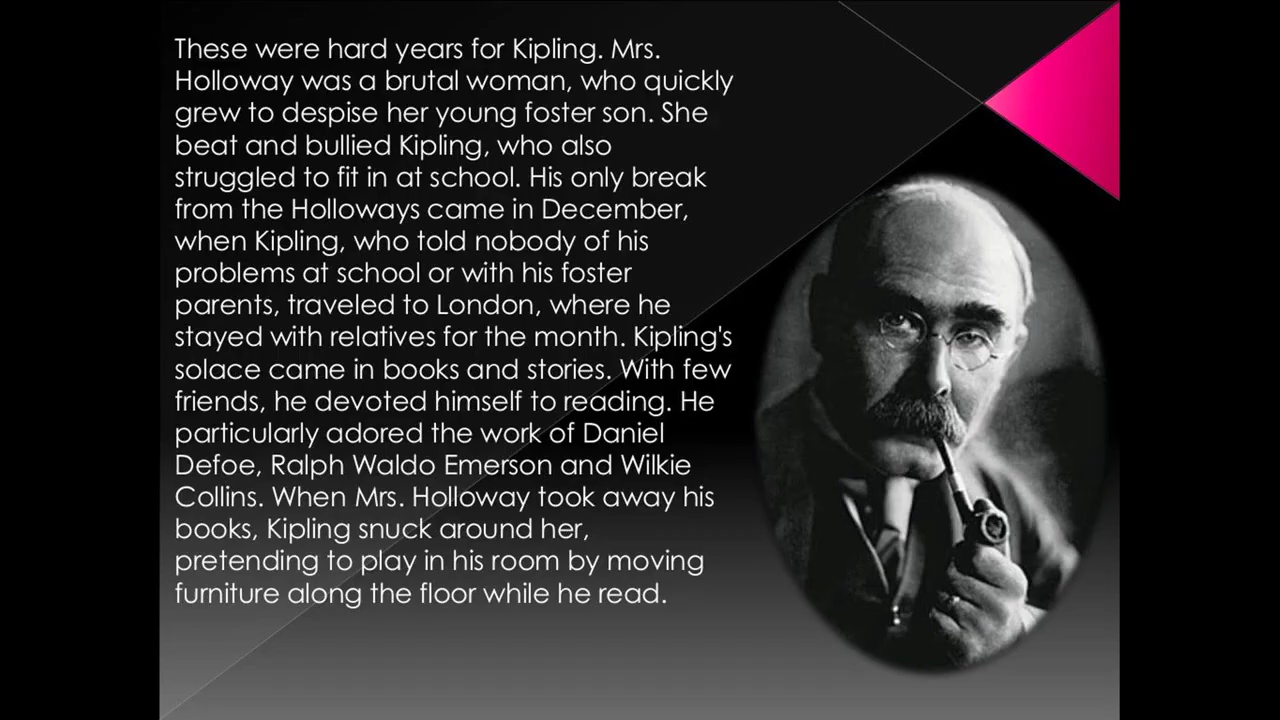 These were hard years for Kipling. Mrs.
Holloway was a brutal woman, who quickly
grew to despise her young foster son. She
beat and bullied Kipling, who also
struggled to fit in at school. His only break
from the Holloways came in December,
when Kipling, who told nobody of his
problems at school or with his foster
parents, traveled to London, where he
stayed with relatives for the month. Kipling's
solace came in books and stories. With few
friends, he devoted himself to reading. He
particularly adored the work of Daniel
Defoe, Ralph Waldo Emerson and Wilkie
Collins. When Mrs. Holloway took away his
books, Kipling snuck around her,
pretending to play in his room by moving
furniture along the floor while he read.